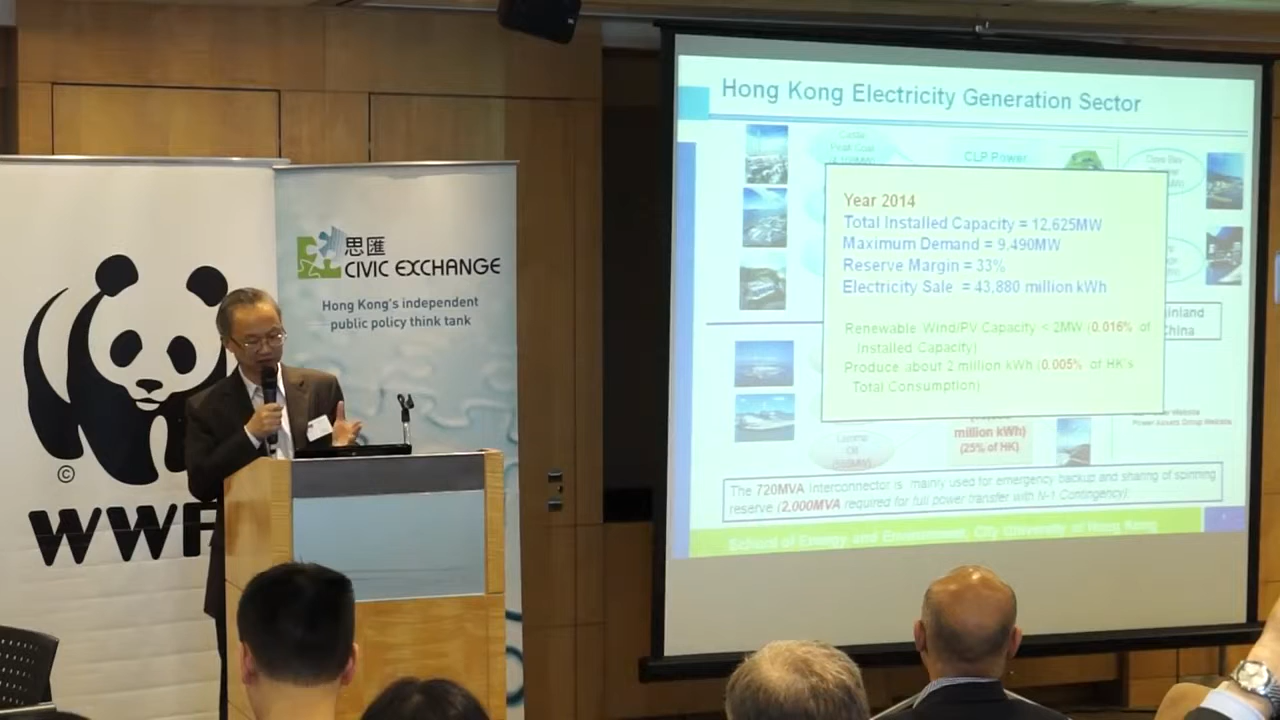 ©
WWF
思匯
CIVIC EXCHANGE
Hong Kong's independent
public policy think tank
Hong Kong Electricity Generation Sector
CLP Power
Year 2014
Total Installed Capacity = 12,625MW
Maximum Demand = 9,490MW
Reserve Margin = 33%
Electricity Sale = 43,880 million kWh
Renewable Wind/PV Capacity < 2MW (0.016% of
Installed Capacity)
Produce about 2 million kWh (0.005% of HK's
Total Consumption)
million kWh)
(25% of HK)
The 720MVA Interconnector is mainly used for emergency backup and sharing of spinning
reserve (2,000MVA required for full power transfer with N-1 Contingency).
School of Energy and Environment, City University of Hong Kong